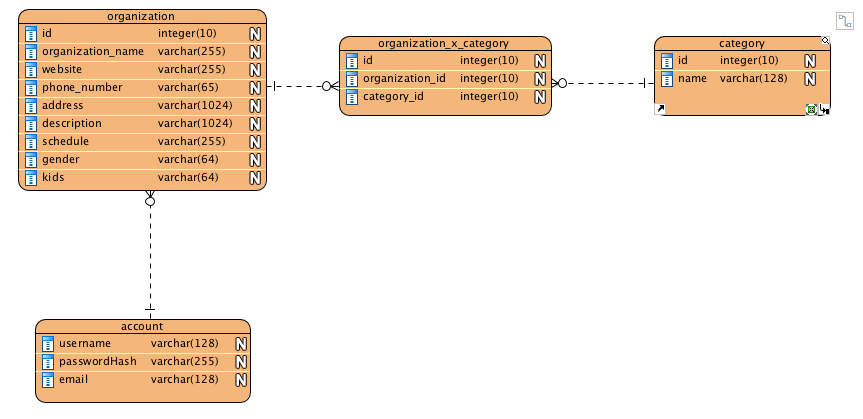 organization
id integer(10) N
organization_name varchar(255) N
website varchar(255) N
phone_number varchar(65) N
address varchar(1024) N
description varchar(1024) N
schedule varchar(255) N
gender varchar(64) N
kids varchar(64) N
organization_x_category
id integer(10) N
organization_id integer(10) N
category_id integer(10) N
category
id integer(10) N
name varchar(128) N
account
username varchar(128) N
passwordHash varchar(255) N
email varchar(128) N